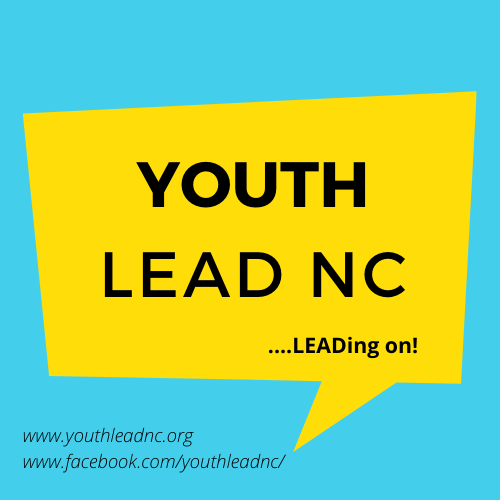 YOUTH
LEAD NC
....LEADing on!
www.youthleadnc.org
www.facebook.com/youthleadnc/